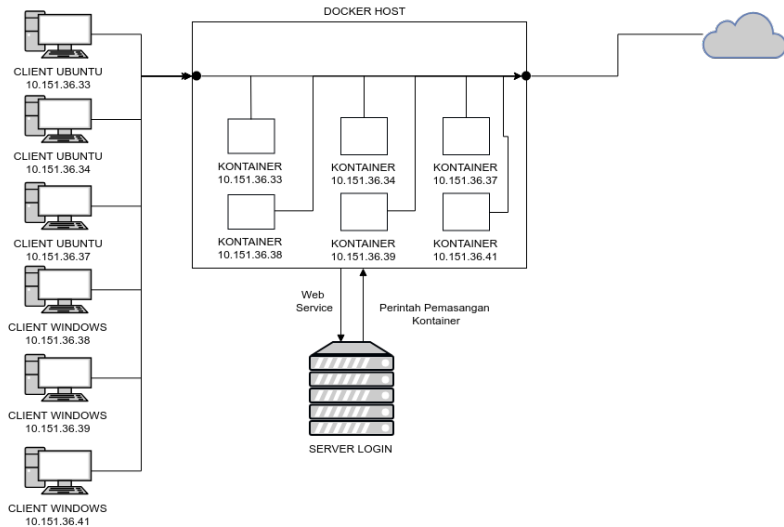 DOCKER HOST
CLIENT UBUNTU
10.151.36.33
CLIENT UBUNTU
10.151.36.34
CLIENT UBUNTU
10.151.36.37
CLIENT WINDOWS
10.151.36.38
CLIENT WINDOWS
10.151.36.39
CLIENT WINDOWS
10.151.36.41
KONTAINER
10.151.36.33
KONTAINER
10.151.36.34
KONTAINER
10.151.36.37
KONTAINER
10.151.36.38
KONTAINER
10.151.36.39
KONTAINER
10.151.36.41
Web
Service
Perintah Pemasangan
Kontainer
SERVER LOGIN